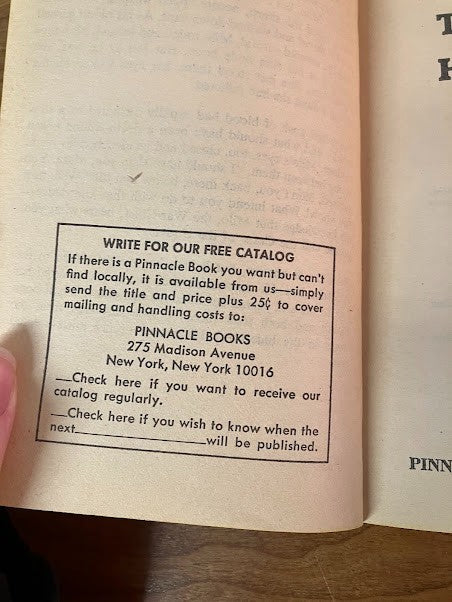 WRITE FOR OUR FREE CATALOG
If there is a Pinnacle Book you want but can't
find locally, it is available from us—simply
send the title and price plus 25¢ to cover
mailing and handling costs to:
PINNACLE BOOKS
275 Madison Avenue
New York, New York 10016
__Check here if you want to receive our
catalog regularly.
__Check here if you wish to know when the
next____________________will be published.
T
H
PINN